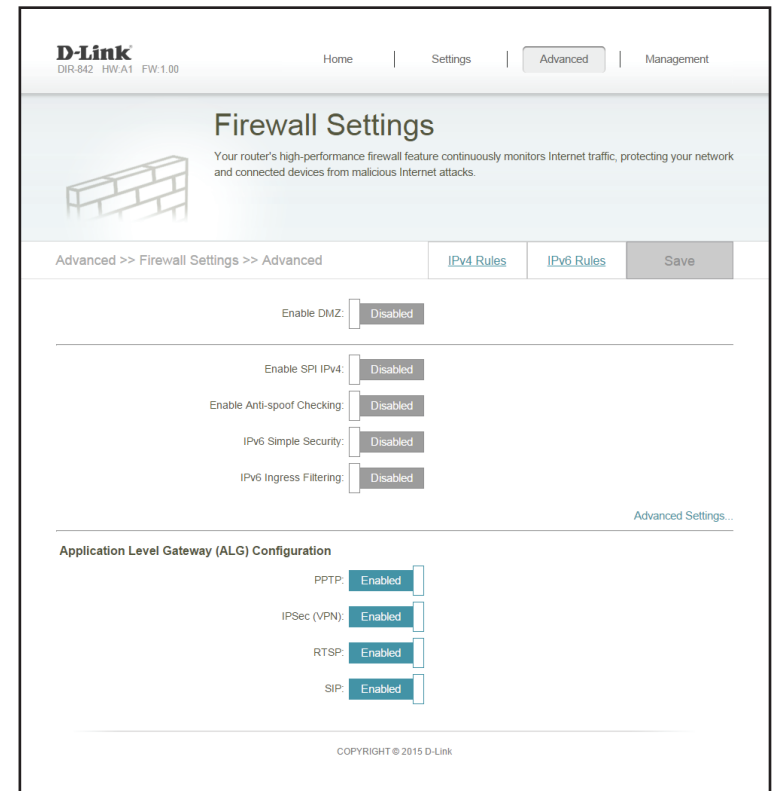 D-Link
DIR-842 HW:A1 FW:1.00
Home
Settings
Advanced
Management
Firewall Settings
Your router's high-performance firewall feature continuously monitors Internet traffic, protecting your network
and connected devices from malicious Internet attacks.
Advanced >> Firewall Settings >> Advanced
IPv4 Rules
IPv6 Rules
Save
Enable DMZ: Disabled
Enable SPI IPv4: Disabled
Enable Anti-spoof Checking: Disabled
IPv6 Simple Security: Disabled
IPv6 Ingress Filtering: Disabled
Advanced Settings...
Application Level Gateway (ALG) Configuration
PPTP: Enabled
IPSec (VPN): Enabled
RTSP: Enabled
SIP: Enabled
COPYRIGHT © 2015 D-Link